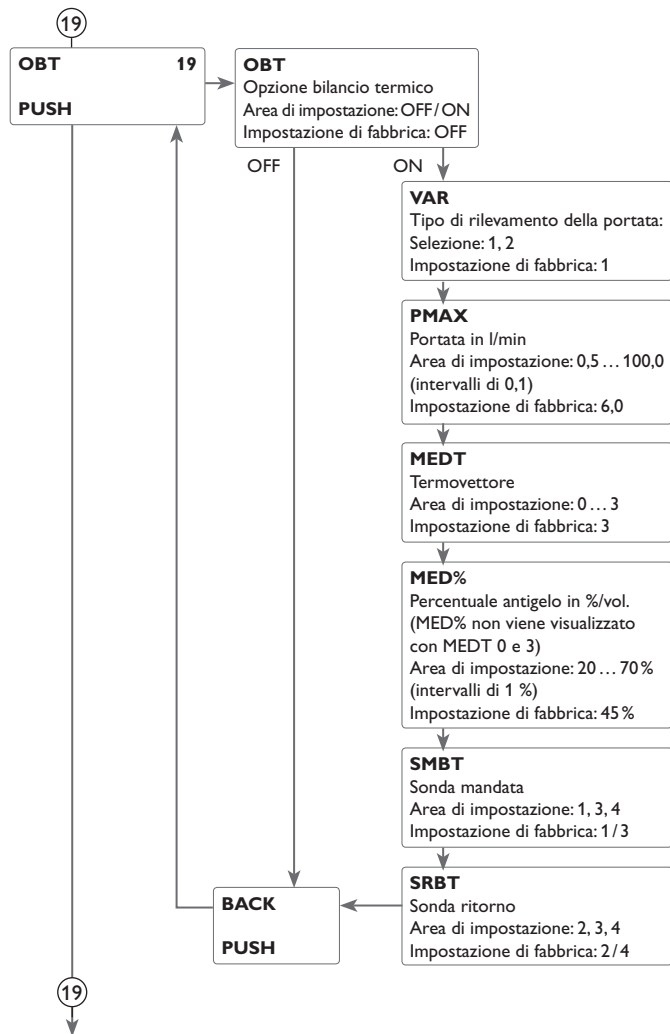 19
OBT 19
PUSH
OBT
Opzione bilancio termico
Area di impostazione: OFF / ON
Impostazione di fabbrica: OFF
OFF
ON
VAR
Tipo di rilevamento della portata:
Selezione: 1, 2
Impostazione di fabbrica: 1
PMAX
Portata in l/min
Area di impostazione: 0,5 … 100,0
(intervalli di 0,1)
Impostazione di fabbrica: 6,0
MEDT
Termovettore
Area di impostazione: 0 … 3
Impostazione di fabbrica: 3
MED%
Percentuale antigelo in %/vol.
(MED% non viene visualizzato
con MEDT 0 e 3)
Area di impostazione: 20 … 70 %
(intervalli di 1 %)
Impostazione di fabbrica: 45 %
SMBT
Sonda mandata
Area di impostazione: 1, 3, 4
Impostazione di fabbrica: 1 / 3
SRBT
Sonda ritorno
Area di impostazione: 2, 3, 4
Impostazione di fabbrica: 2 / 4
BACK
PUSH
19